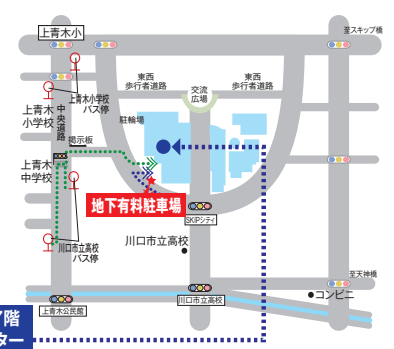 上青木小
至スキップ橋
東西
歩行者道路
東西
歩行者道路
交流
広場
上青木小学校
バス停
上青木
小学校
中央道路
駐輪場
掲示板
上青木
中学校
地下有料駐車場
SKIPシティ
川口市立高校
川口市立高校
バス停
至天神橋
コンビニ
川口市立高校
上青木公民館
階
ター